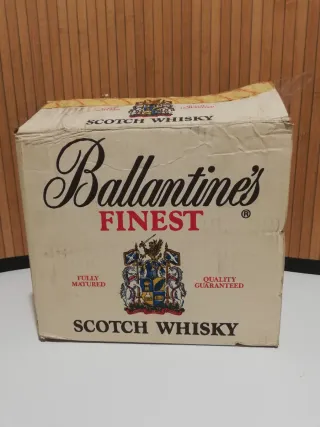 SCOTCH WHISKY
Ballantine's
FINEST ®
FULLY MATURED
QUALITY GUARANTEED
SCOTCH WHISKY